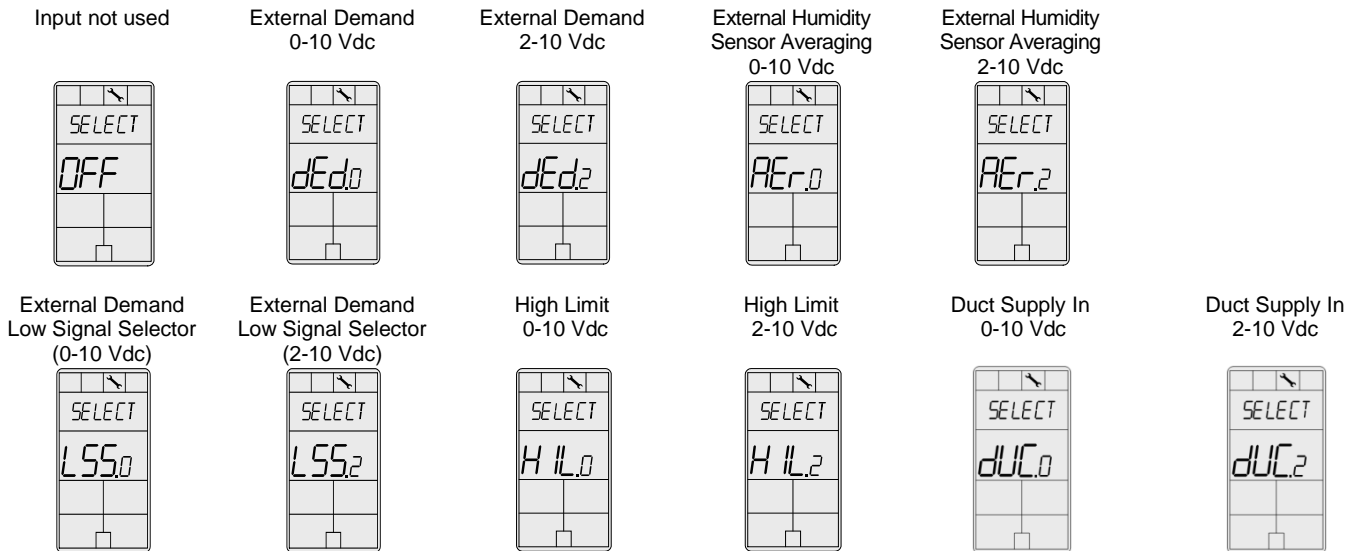 Input not used
External Demand
0-10 Vdc
External Demand
2-10 Vdc
External Humidity
Sensor Averaging
0-10 Vdc
External Humidity
Sensor Averaging
2-10 Vdc
SELECT
OFF
SELECT
dEd.0
SELECT
dEd.2
SELECT
AEr.0
SELECT
AEr.2
External Demand
Low Signal Selector
(0-10 Vdc)
External Demand
Low Signal Selector
(2-10 Vdc)
High Limit
0-10 Vdc
High Limit
2-10 Vdc
Duct Supply In
0-10 Vdc
Duct Supply In
2-10 Vdc
SELECT
LSS.0
SELECT
LSS.2
SELECT
HIL.0
SELECT
HIL.2
SELECT
dUC.0
SELECT
dUC.2